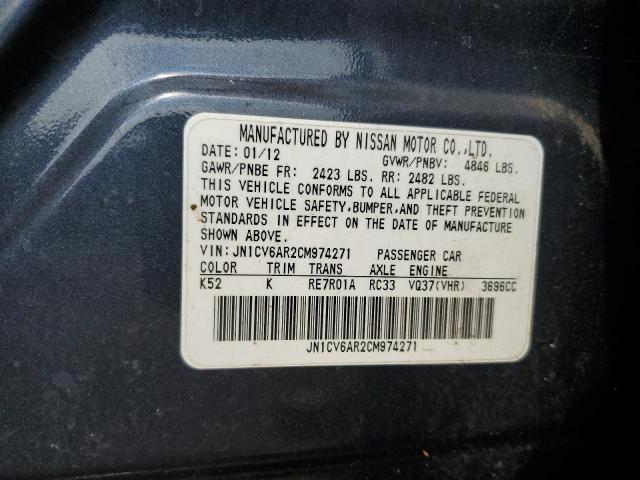 MANUFACTURED BY NISSAN MOTOR CO.,LTD.
DATE: 01/12 GVWR/PNBV: 4846 LBS.
GAWR/PNBE FR: 2423 LBS. RR: 2482 LBS.
THIS VEHICLE CONFORMS TO ALL APPLICABLE FEDERAL
MOTOR VEHICLE SAFETY,BUMPER,AND THEFT PREVENTION
STANDARDS IN EFFECT ON THE DATE OF MANUFACTURE
SHOWN ABOVE.
VIN: JN1CV6AR2CM974271 PASSENGER CAR
COLOR TRIM TRANS AXLE ENGINE
K52 K RE7R01A RC33 VQ37(VHR) 3696CC
JN1CV6AR2CM974271